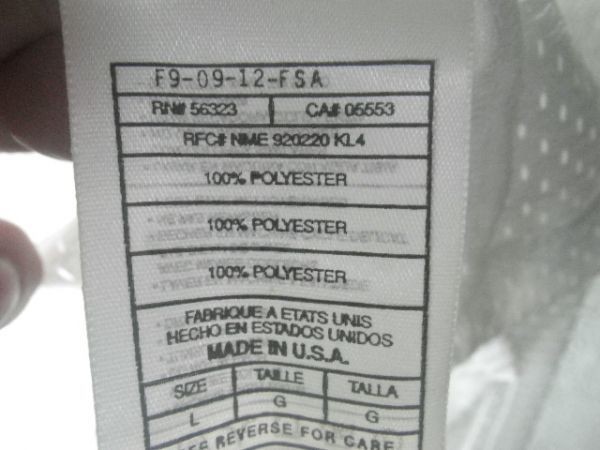 F9-09-12-FSA
RN# 56323 CA# 05553
RFC# NME 920220 KL4
100% POLYESTER
100% POLYESTER
100% POLYESTER
FABRIQUE A ETATS UNIS
HECHO EN ESTADOS UNIDOS
MADE IN U.S.A.
SIZE TAILLE TALLA
L G G
REVERSE FOR CARE